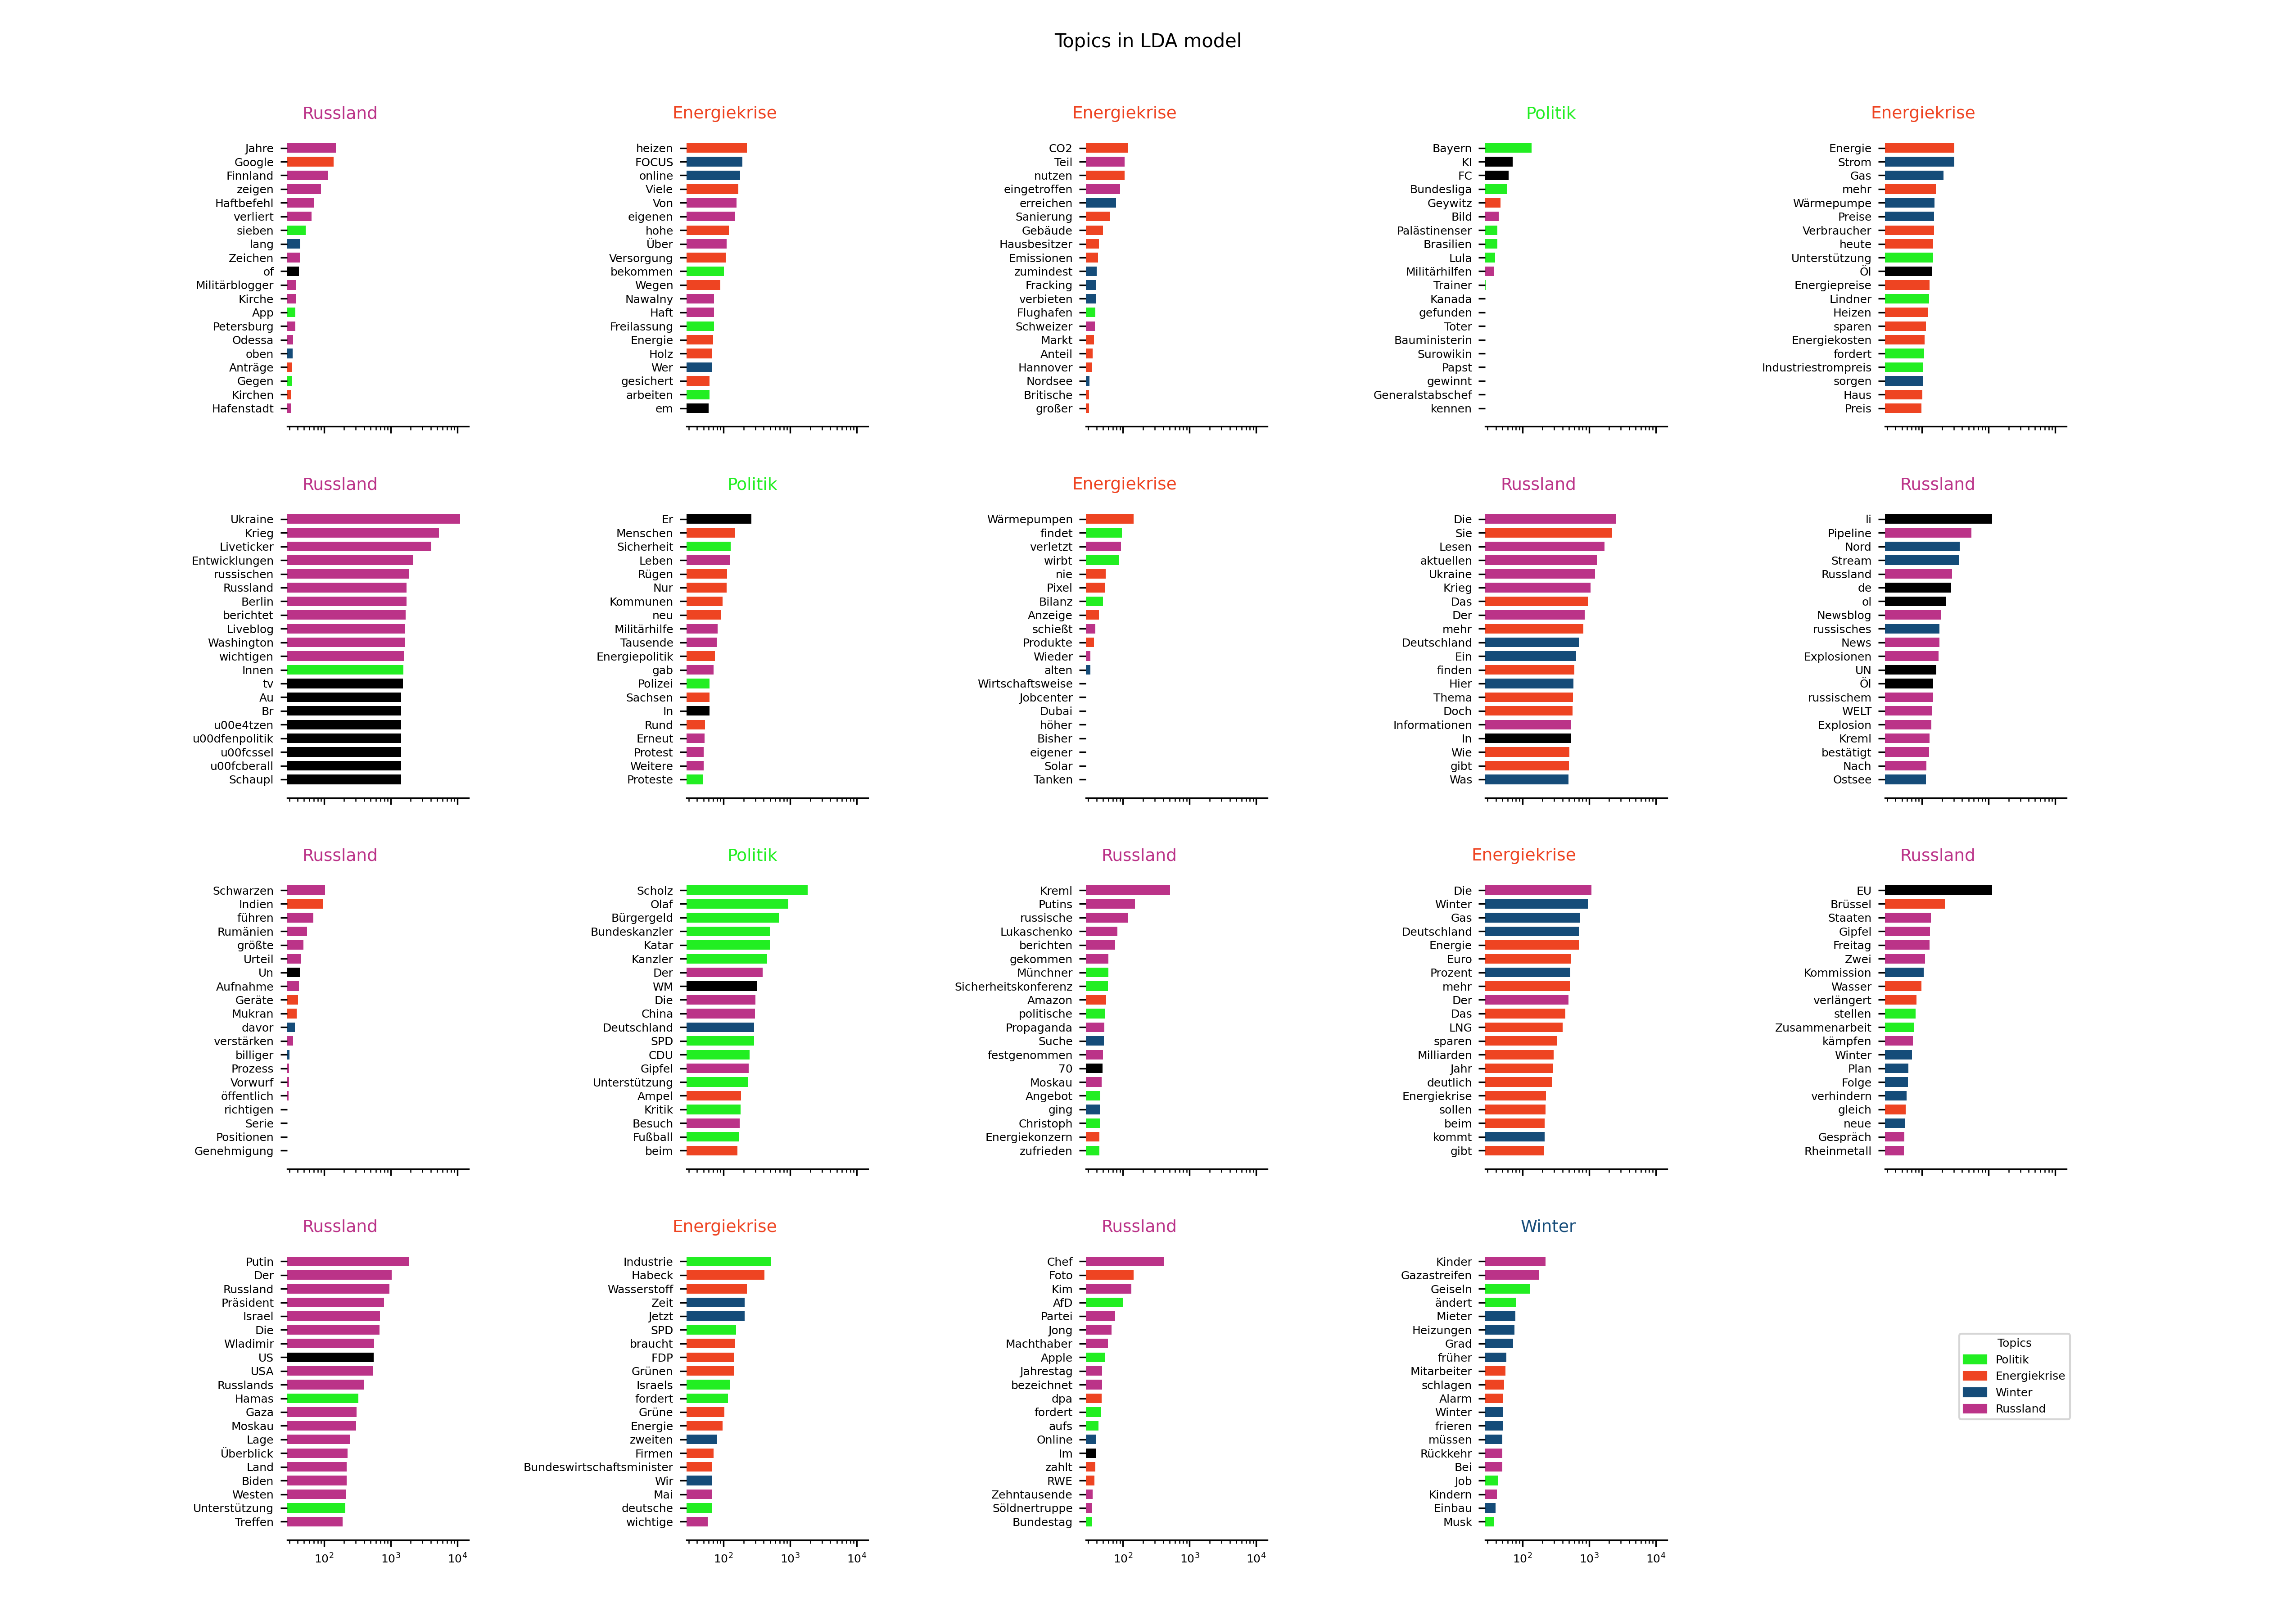 Topics in LDA model
Russland
Jahre
Google
Finnland
zeigen
Haftbefehl
verliert
sieben
lang
Zeichen
of
Militärblogger
Kirche
App
Petersburg
Odessa
oben
Anträge
Gegen
Kirchen
Hafenstadt
Energiekrise
heizen
FOCUS
online
Viele
Von
eigenen
hohe
Über
Versorgung
bekommen
Wegen
Nawalny
Haft
Freilassung
Energie
Holz
Wer
gesichert
arbeiten
em
Energiekrise
CO2
Teil
nutzen
eingetroffen
erreichen
Sanierung
Gebäude
Hausbesitzer
Emissionen
zumindest
Fracking
verbieten
Flughafen
Schweizer
Markt
Anteil
Hannover
Nordsee
Britische
großer
Politik
Bayern
KI
FC
Bundesliga
Geywitz
Bild
Palästinenser
Brasilien
Lula
Militärhilfen
Trainer
Kanada
gefunden
Toter
Bauministerin
Surowikin
Papst
gewinnt
Generalstabschef
kennen
Energiekrise
Energie
Strom
Gas
mehr
Wärmepumpe
Preise
Verbraucher
heute
Unterstützung
Öl
Energiepreise
Lindner
Heizen
sparen
Energiekosten
fordert
Industriestrompreis
sorgen
Haus
Preis
Russland
Ukraine
Krieg
Liveticker
Entwicklungen
russischen
Russland
Berlin
berichtet
Liveblog
Washington
wichtigen
Innen
tv
Au
Br
u00e4tzen
u00dfenpolitik
u00fcssel
u00fcberall
Schaupl
Politik
Er
Menschen
Sicherheit
Leben
Rügen
Nur
Kommunen
neu
Militärhilfe
Tausende
Energiepolitik
gab
Polizei
Sachsen
In
Rund
Erneut
Protest
Weitere
Proteste
Energiekrise
Wärmepumpen
findet
verletzt
wirbt
nie
Pixel
Bilanz
Anzeige
schießt
Produkte
Wieder
alten
Wirtschaftsweise
Jobcenter
Dubai
höher
Bisher
eigener
Solar
Tanken
Russland
Die
Sie
Lesen
aktuellen
Ukraine
Krieg
Das
Der
mehr
Deutschland
Ein
finden
Hier
Thema
Doch
Informationen
In
Wie
gibt
Was
Russland
li
Pipeline
Nord
Stream
Russland
de
ol
Newsblog
russisches
News
Explosionen
UN
Öl
russischem
WELT
Explosion
Kreml
bestätigt
Nach
Ostsee
Russland
Schwarzen
Indien
führen
Rumänien
größte
Urteil
Un
Aufnahme
Geräte
Mukran
davor
verstärken
billiger
Prozess
Vorwurf
öffentlich
richtigen
Serie
Positionen
Genehmigung
Politik
Scholz
Olaf
Bürgergeld
Bundeskanzler
Katar
Kanzler
Der
WM
Die
China
Deutschland
SPD
CDU
Gipfel
Unterstützung
Ampel
Kritik
Besuch
Fußball
beim
Russland
Kreml
Putins
russische
Lukaschenko
berichten
gekommen
Münchner
Sicherheitskonferenz
Amazon
politische
Propaganda
Suche
festgenommen
70
Moskau
Angebot
ging
Christoph
Energiekonzern
zufrieden
Energiekrise
Die
Winter
Gas
Deutschland
Energie
Euro
Prozent
mehr
Der
Das
LNG
sparen
Milliarden
Jahr
deutlich
Energiekrise
sollen
beim
kommt
gibt
Russland
EU
Brüssel
Staaten
Gipfel
Freitag
Zwei
Kommission
Wasser
verlängert
stellen
Zusammenarbeit
kämpfen
Winter
Plan
Folge
verhindern
gleich
neue
Gespräch
Rheinmetall
Russland
Putin
Der
Russland
Präsident
Israel
Die
Wladimir
US
USA
Russlands
Hamas
Gaza
Moskau
Lage
Überblick
Land
Biden
Westen
Unterstützung
Treffen
10² 10³ 10⁴
Energiekrise
Industrie
Habeck
Wasserstoff
Zeit
Jetzt
SPD
braucht
FDP
Grünen
Israels
fordert
Grüne
Energie
zweiten
Firmen
Bundeswirtschaftsminister
Wir
Mai
deutsche
wichtige
10² 10³ 10⁴
Russland
Chef
Foto
Kim
AfD
Partei
Jong
Machthaber
Apple
Jahrestag
bezeichnet
dpa
fordert
aufs
Online
Im
zahlt
RWE
Zehntausende
Söldnertruppe
Bundestag
10² 10³ 10⁴
Winter
Kinder
Gazastreifen
Geiseln
ändert
Mieter
Heizungen
Grad
früher
Mitarbeiter
schlagen
Alarm
Winter
frieren
müssen
Rückkehr
Bei
Job
Kindern
Einbau
Musk
10² 10³ 10⁴
Topics
Politik
Energiekrise
Winter
Russland